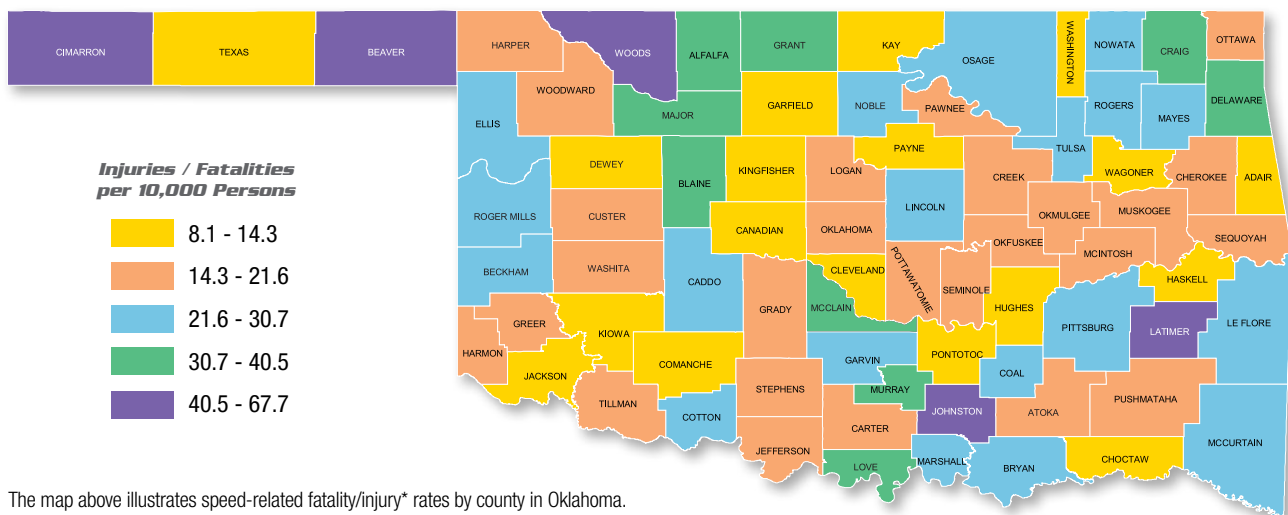 CIMARRON
TEXAS
BEAVER
HARPER
WOODS
ALFALFA
GRANT
KAY
OSAGE
WASHINGTON
NOWATA
CRAIG
OTTAWA
WOODWARD
MAJOR
GARFIELD
NOBLE
PAWNEE
ROGERS
MAYES
DELAWARE
ELLIS
DEWEY
BLAINE
KINGFISHER
LOGAN
PAYNE
CREEK
TULSA
WAGONER
CHEROKEE
ADAIR
ROGER MILLS
CUSTER
CANADIAN
OKLAHOMA
LINCOLN
OKMULGEE
MUSKOGEE
SEQUOYAH
OKFUSKEE
MCINTOSH
BECKHAM
WASHITA
CADDO
GRADY
CLEVELAND
MCCLAIN
POTTAWATOMIE
SEMINOLE
HUGHES
HASKELL
PITTSBURG
LATIMER
LE FLORE
GREER
HARMON
KIOWA
JACKSON
COMANCHE
TILLMAN
COTTON
STEPHENS
JEFFERSON
GARVIN
MURRAY
CARTER
LOVE
PONTOTOC
JOHNSTON
MARSHALL
COAL
ATOKA
BRYAN
PUSHMATAHA
CHOCTAW
MCCURTAIN
Injuries / Fatalities
per 10,000 Persons
8.1 - 14.3
14.3 - 21.6
21.6 - 30.7
30.7 - 40.5
40.5 - 67.7
The map above illustrates speed-related fatality/injury* rates by county in Oklahoma.